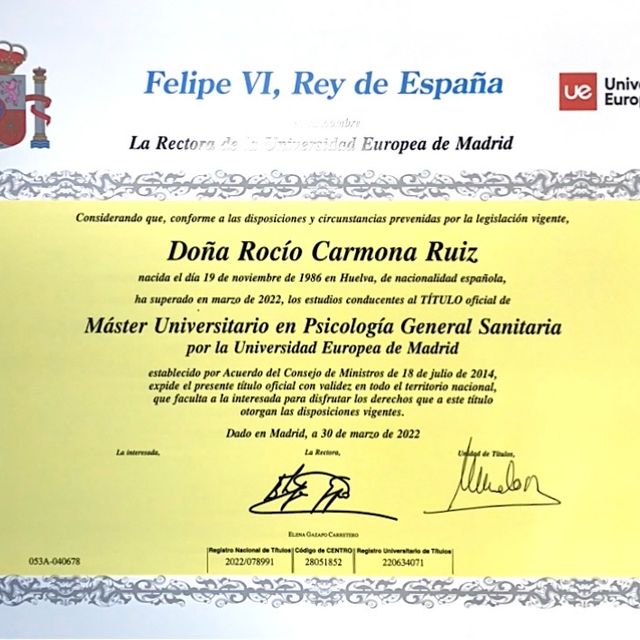 Felipe VI, Rey de España
ue Unive
Europ
nombre
La Rectora de la Universidad Europea de Madrid
Considerando que, conforme a las disposiciones y circunstancias prevenidas por la legislación vigente,
Doña Rocío Carmona Ruiz
nacida el día 19 de noviembre de 1986 en Huelva, de nacionalidad española,
ha superado en marzo de 2022, los estudios conducentes al TÍTULO oficial de
Máster Universitario en Psicología General Sanitaria
por la Universidad Europea de Madrid
establecido por Acuerdo del Consejo de Ministros de 18 de julio de 2014,
expide el presente título oficial con validez en todo el territorio nacional,
que faculta a la interesada para disfrutar los derechos que a este título
otorgan las disposiciones vigentes.
Dado en Madrid, a 30 de marzo de 2022
La interesada, La Rectora, Unidad de Títulos,
Elena Gazapo Carretero
Registro Nacional de Títulos Código de CENTRO Registro Universitario de Títulos
053A-040678 2022/078991 28051852 220634071